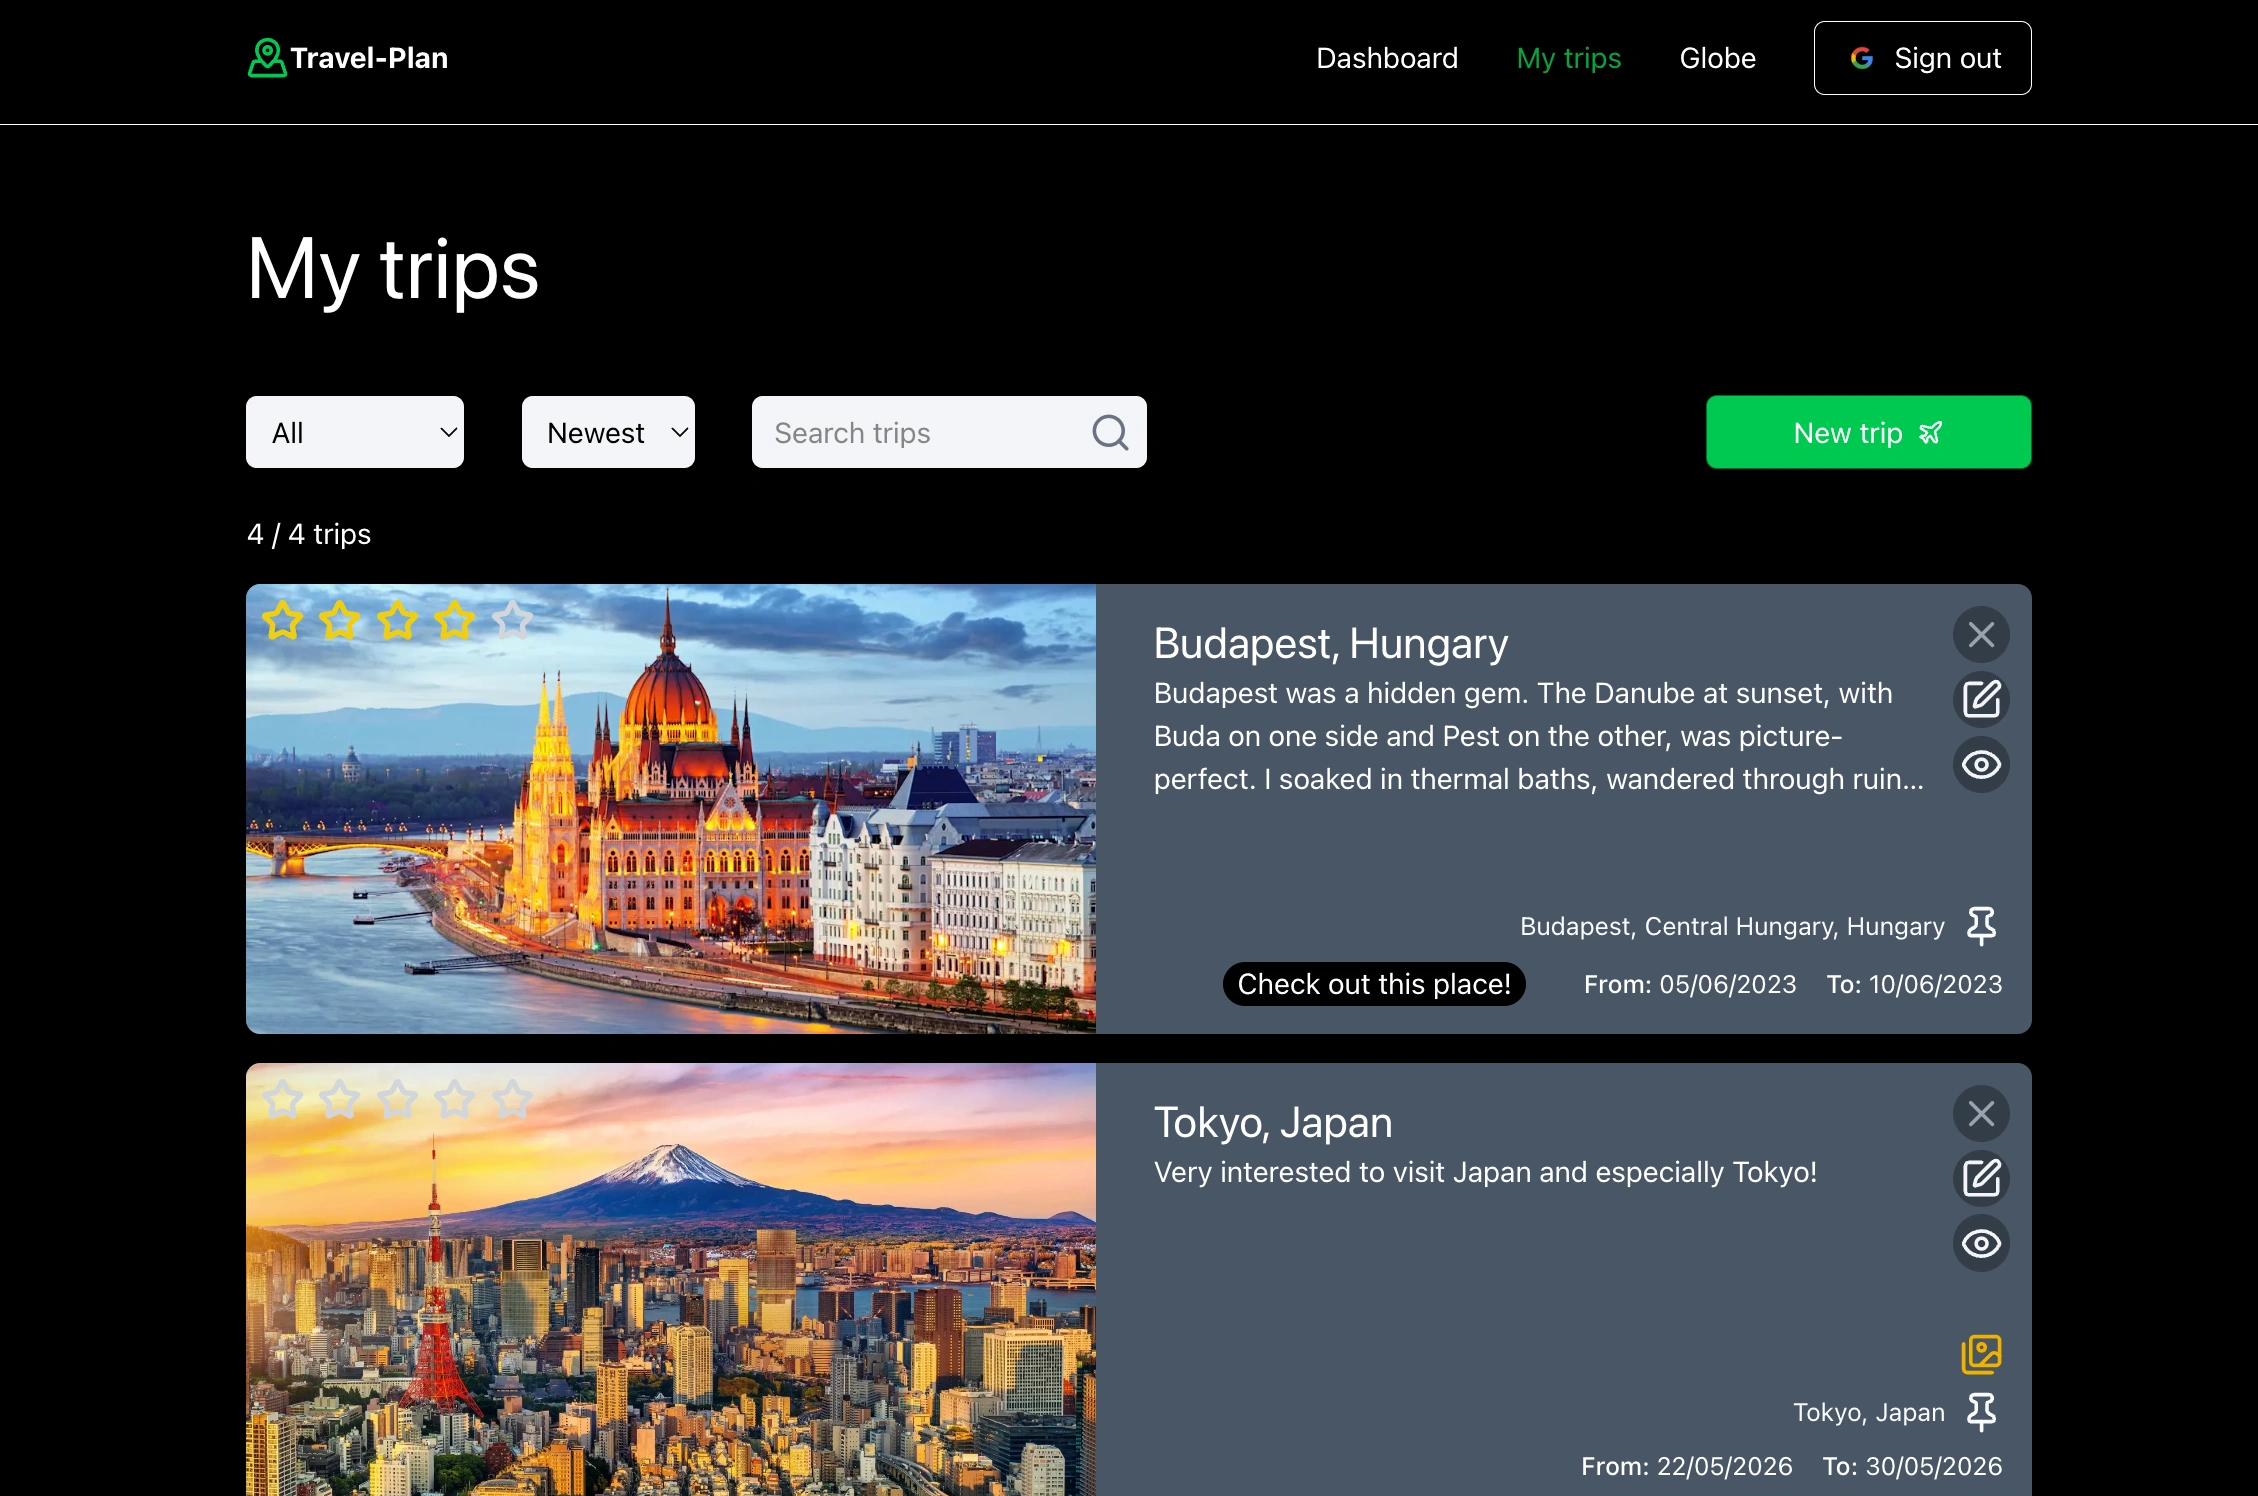 Travel-Plan
Dashboard
My trips
Globe
Sign out
My trips
All
Newest
Search trips
New trip
4 / 4 trips
Budapest, Hungary
Budapest was a hidden gem. The Danube at sunset, with
Buda on one side and Pest on the other, was picture-
perfect. I soaked in thermal baths, wandered through ruin...
Budapest, Central Hungary, Hungary
Check out this place!
From: 05/06/2023 To: 10/06/2023
Tokyo, Japan
Very interested to visit Japan and especially Tokyo!
Tokyo, Japan
From: 22/05/2026 To: 30/05/2026